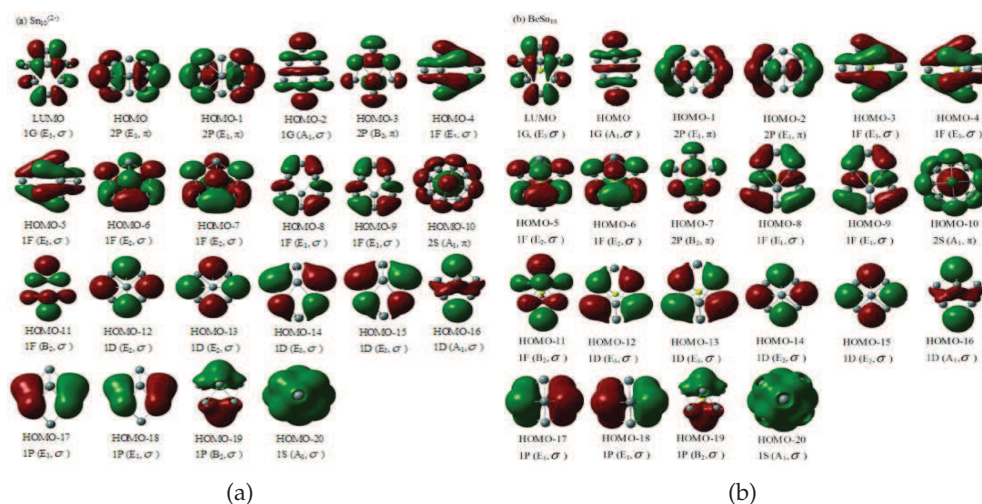 (a) Sn₁₀⁽²⁻⁾
LUMO HOMO HOMO-1 HOMO-2 HOMO-3 HOMO-4
1G (E₃, σ) 2P (E₁, π) 2P (E₁, π) 1G (A₁, σ) 2P (B₂, π) 1F (E₃, σ)
HOMO-5 HOMO-6 HOMO-7 HOMO-8 HOMO-9 HOMO-10
1F (E₃, σ) 1F (E₂, σ) 1F (E₂, σ) 1F (E₁, σ) 1F (E₁, σ) 2S (A₁, π)
HOMO-11 HOMO-12 HOMO-13 HOMO-14 HOMO-15 HOMO-16
1F (B₂, σ) 1D (E₂, σ) 1D (E₂, σ) 1D (E₃, σ) 1D (E₃, σ) 1D (A₁, σ)
HOMO-17 HOMO-18 HOMO-19 HOMO-20
1P (E₁, σ) 1P (E₁, σ) 1P (B₂, σ) 1S (A₁, σ)
(a)
(b) BeSn₁₀
LUMO HOMO HOMO-1 HOMO-2 HOMO-3 HOMO-4
1G, (E₃, σ) 1G (A₁, σ) 2P (E₁, π) 2P (E₁, π) 1F (E₃, σ) 1F (E₃, σ)
HOMO-5 HOMO-6 HOMO-7 HOMO-8 HOMO-9 HOMO-10
1F (E₂, σ) 1F (E₂, σ) 2P (B₂, π) 1F (E₁, σ) 1F (E₁, σ) 2S (A₁, π)
HOMO-11 HOMO-12 HOMO-13 HOMO-14 HOMO-15 HOMO-16
1F (B₂, σ) 1D (E₃, σ) 1D (E₃, σ) 1D (E₂, σ) 1D (E₂, σ) 1D (A₁, σ)
HOMO-17 HOMO-18 HOMO-19 HOMO-20
1P (E₁, σ) 1P (E₁, σ) 1P (B₂, σ) 1S (A₁, σ)
(b)